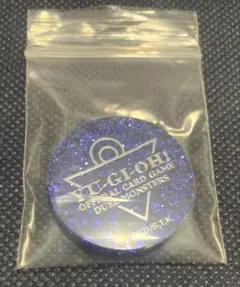 YU-GI-OH!
OFFICIAL CARD GAME
DUEL MONSTERS